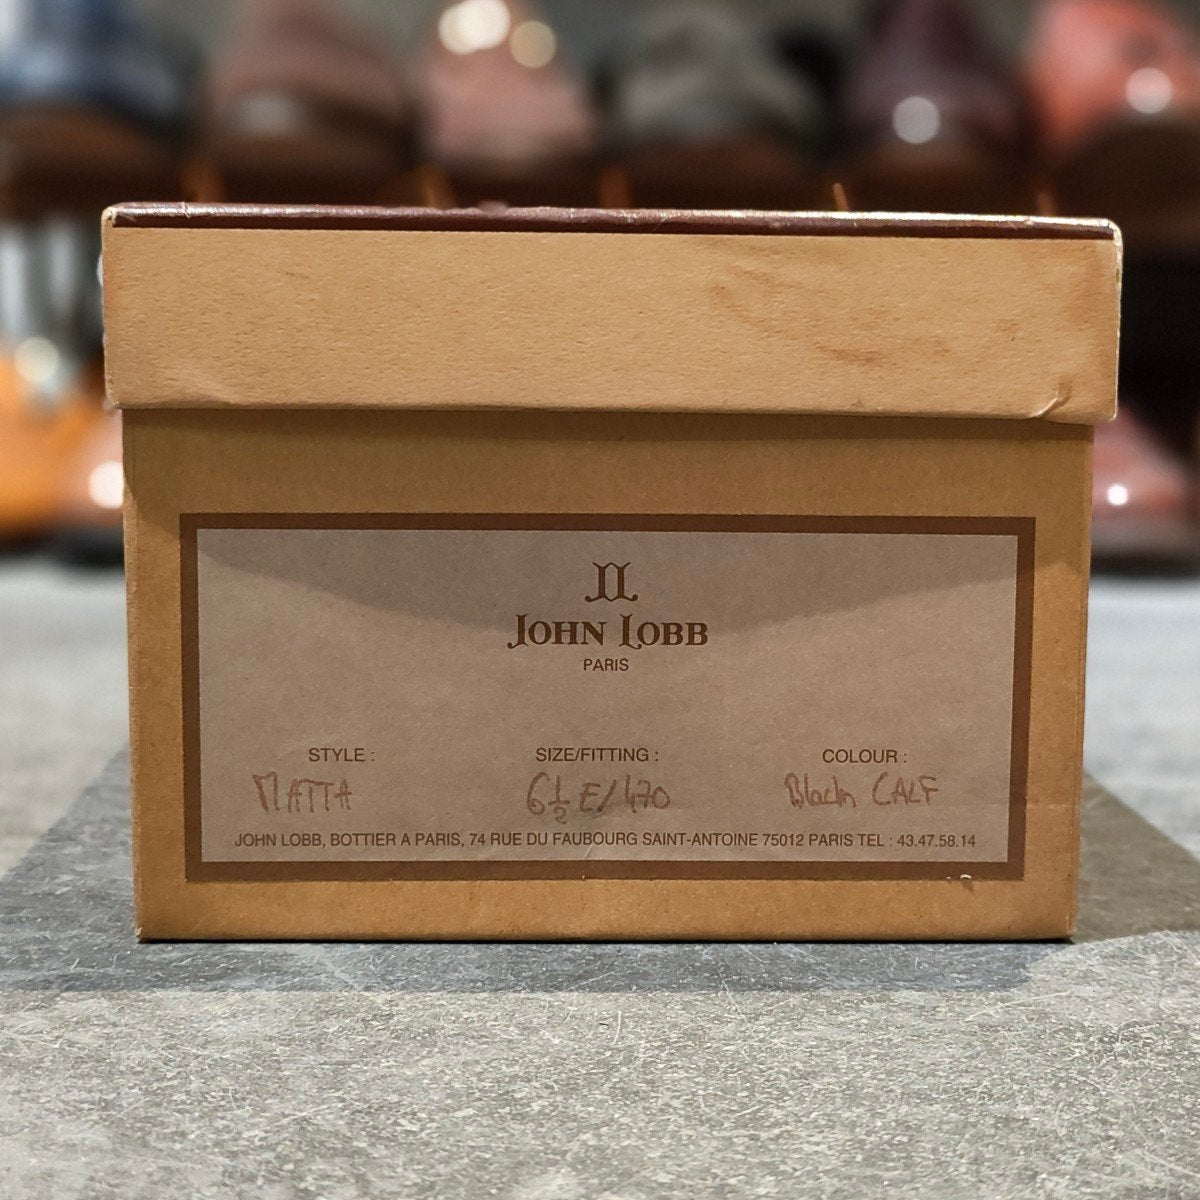 JL
JOHN LOBB
PARIS
STYLE : SIZE/FITTING : COLOUR :
MATTA 6½ E/470 Black CALF
JOHN LOBB, BOTTIER A PARIS, 74 RUE DU FAUBOURG SAINT-ANTOINE 75012 PARIS TEL : 43.47.58.14